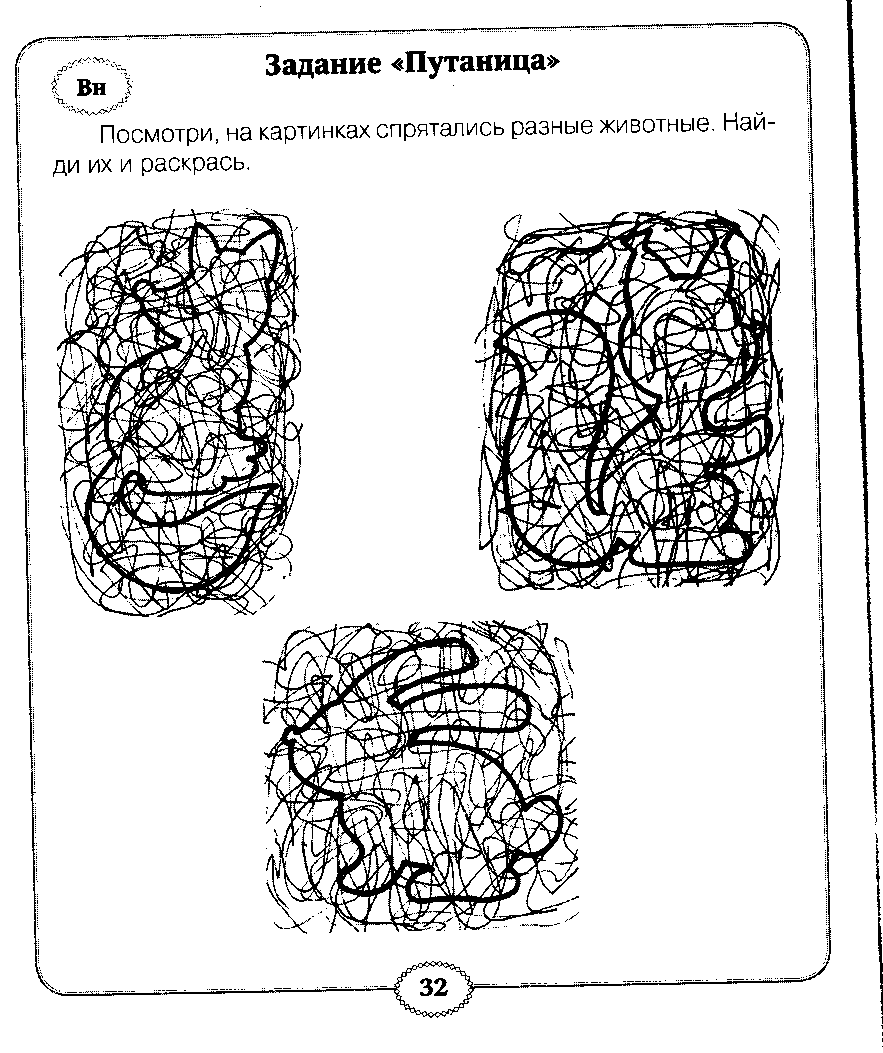 Задание «Путаница»
Вн
Посмотри, на картинках спрятались разные животные. Най-
ди их и раскрась.
32